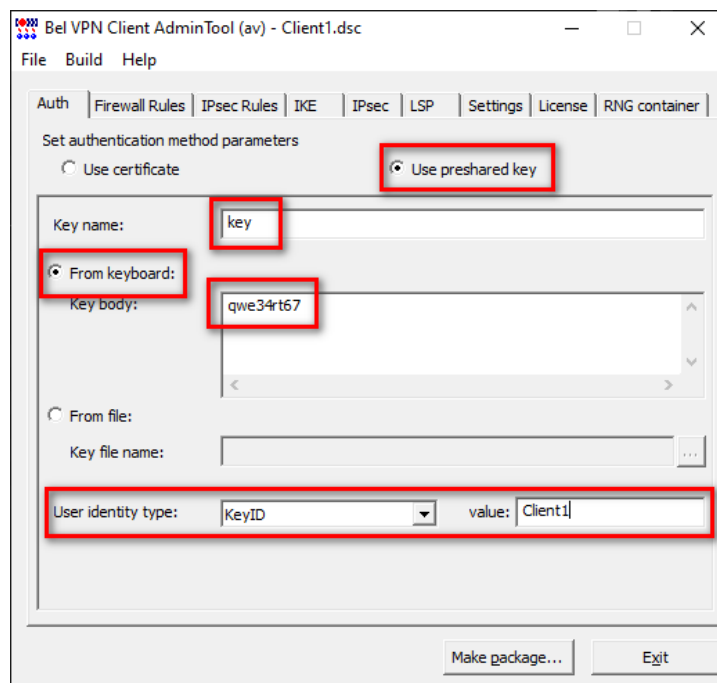 Bel VPN Client AdminTool (av) - Client1.dsc
File Build Help
Auth Firewall Rules IPsec Rules IKE IPsec LSP Settings License RNG container
Set authentication method parameters
Use certificate Use preshared key
Key name: key
From keyboard:
Key body: qwe34rt67
From file:
Key file name: ...
User identity type: KeyID value: Client1
Make package... Exit